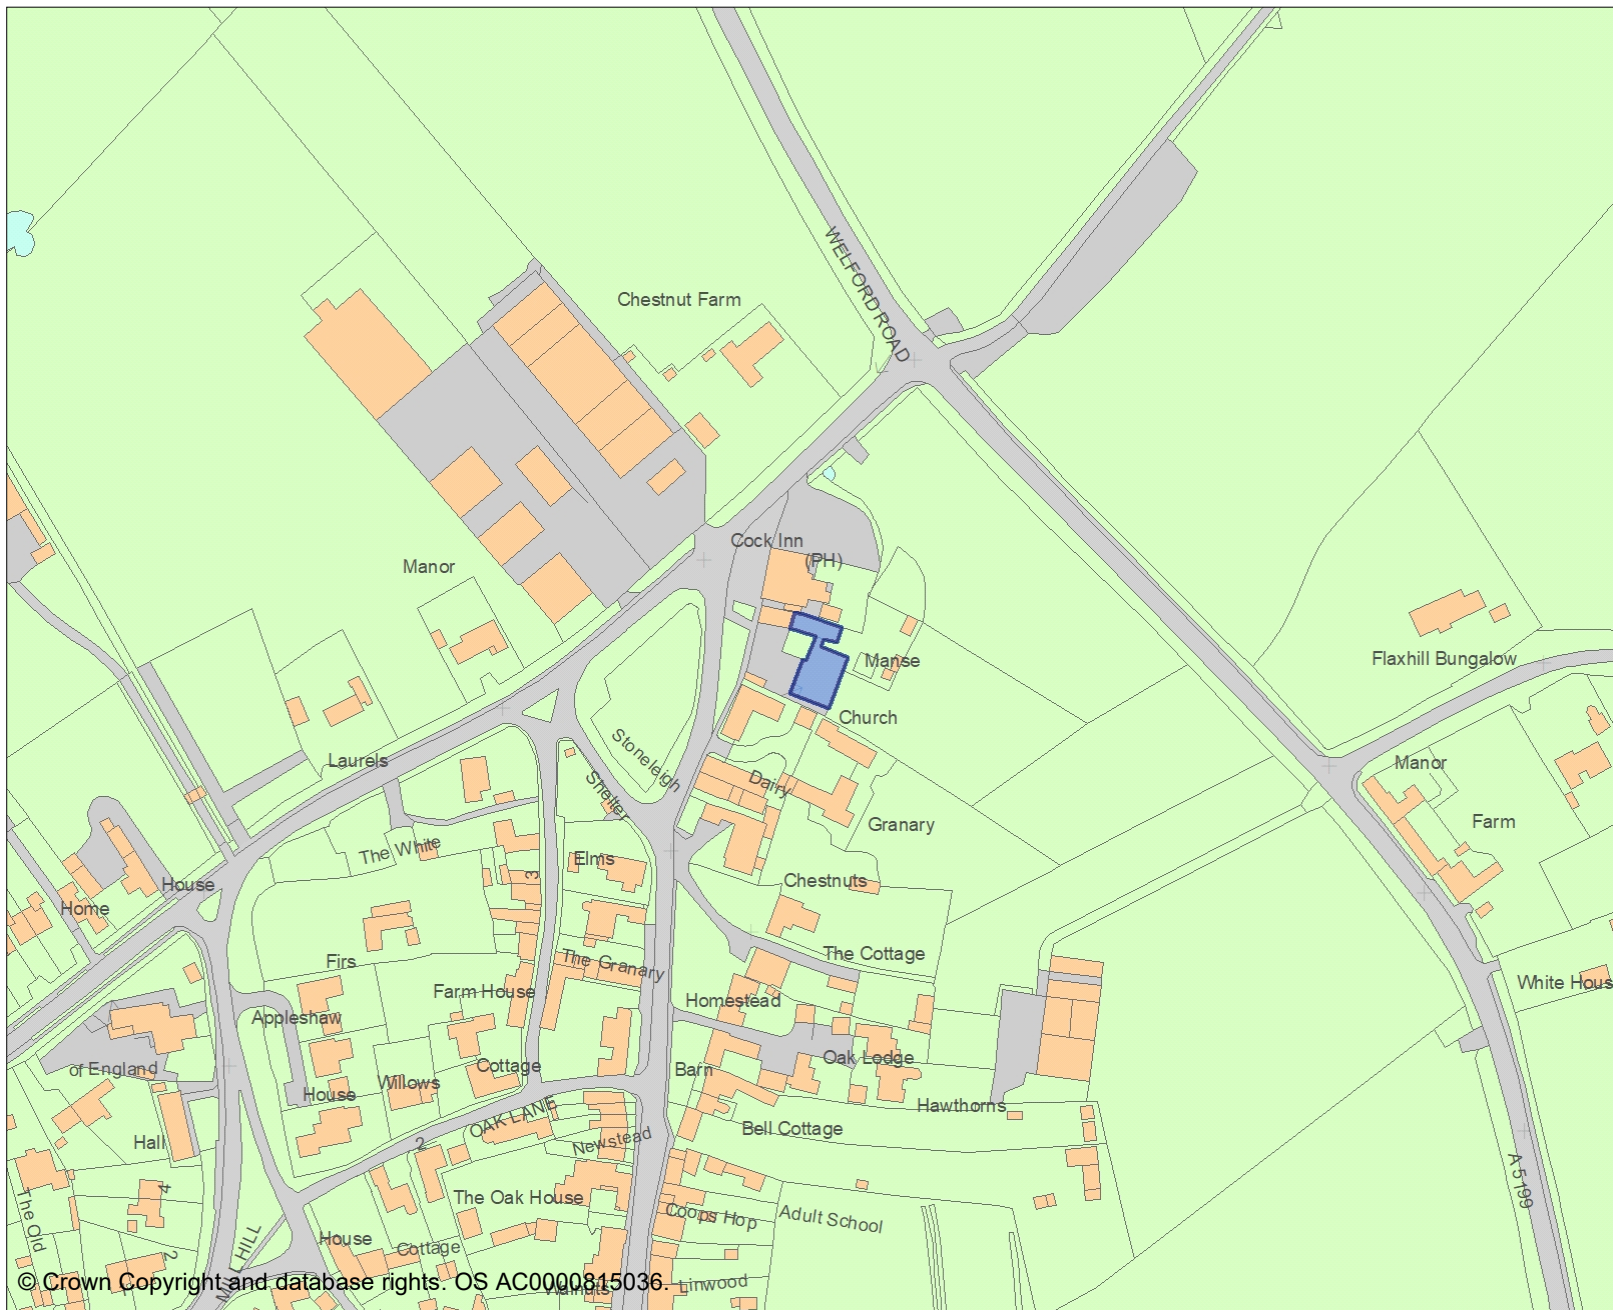 WELFORD ROAD
Chestnut Farm
Cock Inn
(PH)
Manor
Manse
Flaxhill Bungalow
Church
Stoneleigh
Laurels
Manor
Shelter
Dairy
Farm
Granary
The White
Elms
House
3
Chestnuts
Home
The Cottage
Firs
The Granary
White Hous
Farm House
Homestead
Appleshaw
of England
Cottage
Barn
Oak Lodge
House
Willows
Hawthorns
OAK LANE
Bell Cottage
Hall
2
Newstead
4
The Oak House
A 5199
The Old
Coops Hop
Adult School
House
Cottage
2
MILL HILL
Walnuts
Linwood
© Crown Copyright and database rights. OS AC0000815036.